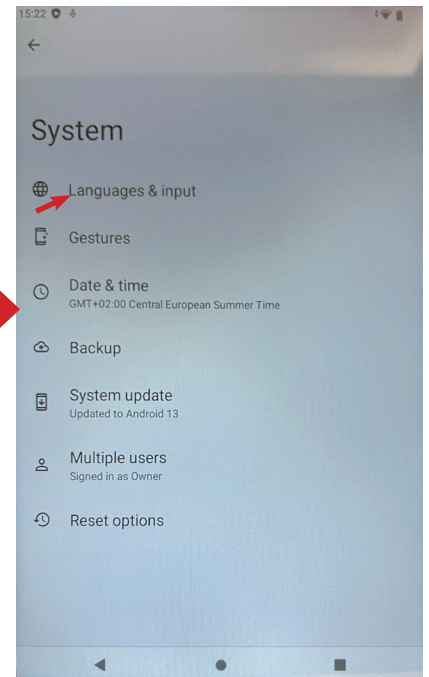 15:22
System
Languages & input
Gestures
Date & time
GMT+02:00 Central European Summer Time
Backup
System update
Updated to Android 13
Multiple users
Signed in as Owner
Reset options